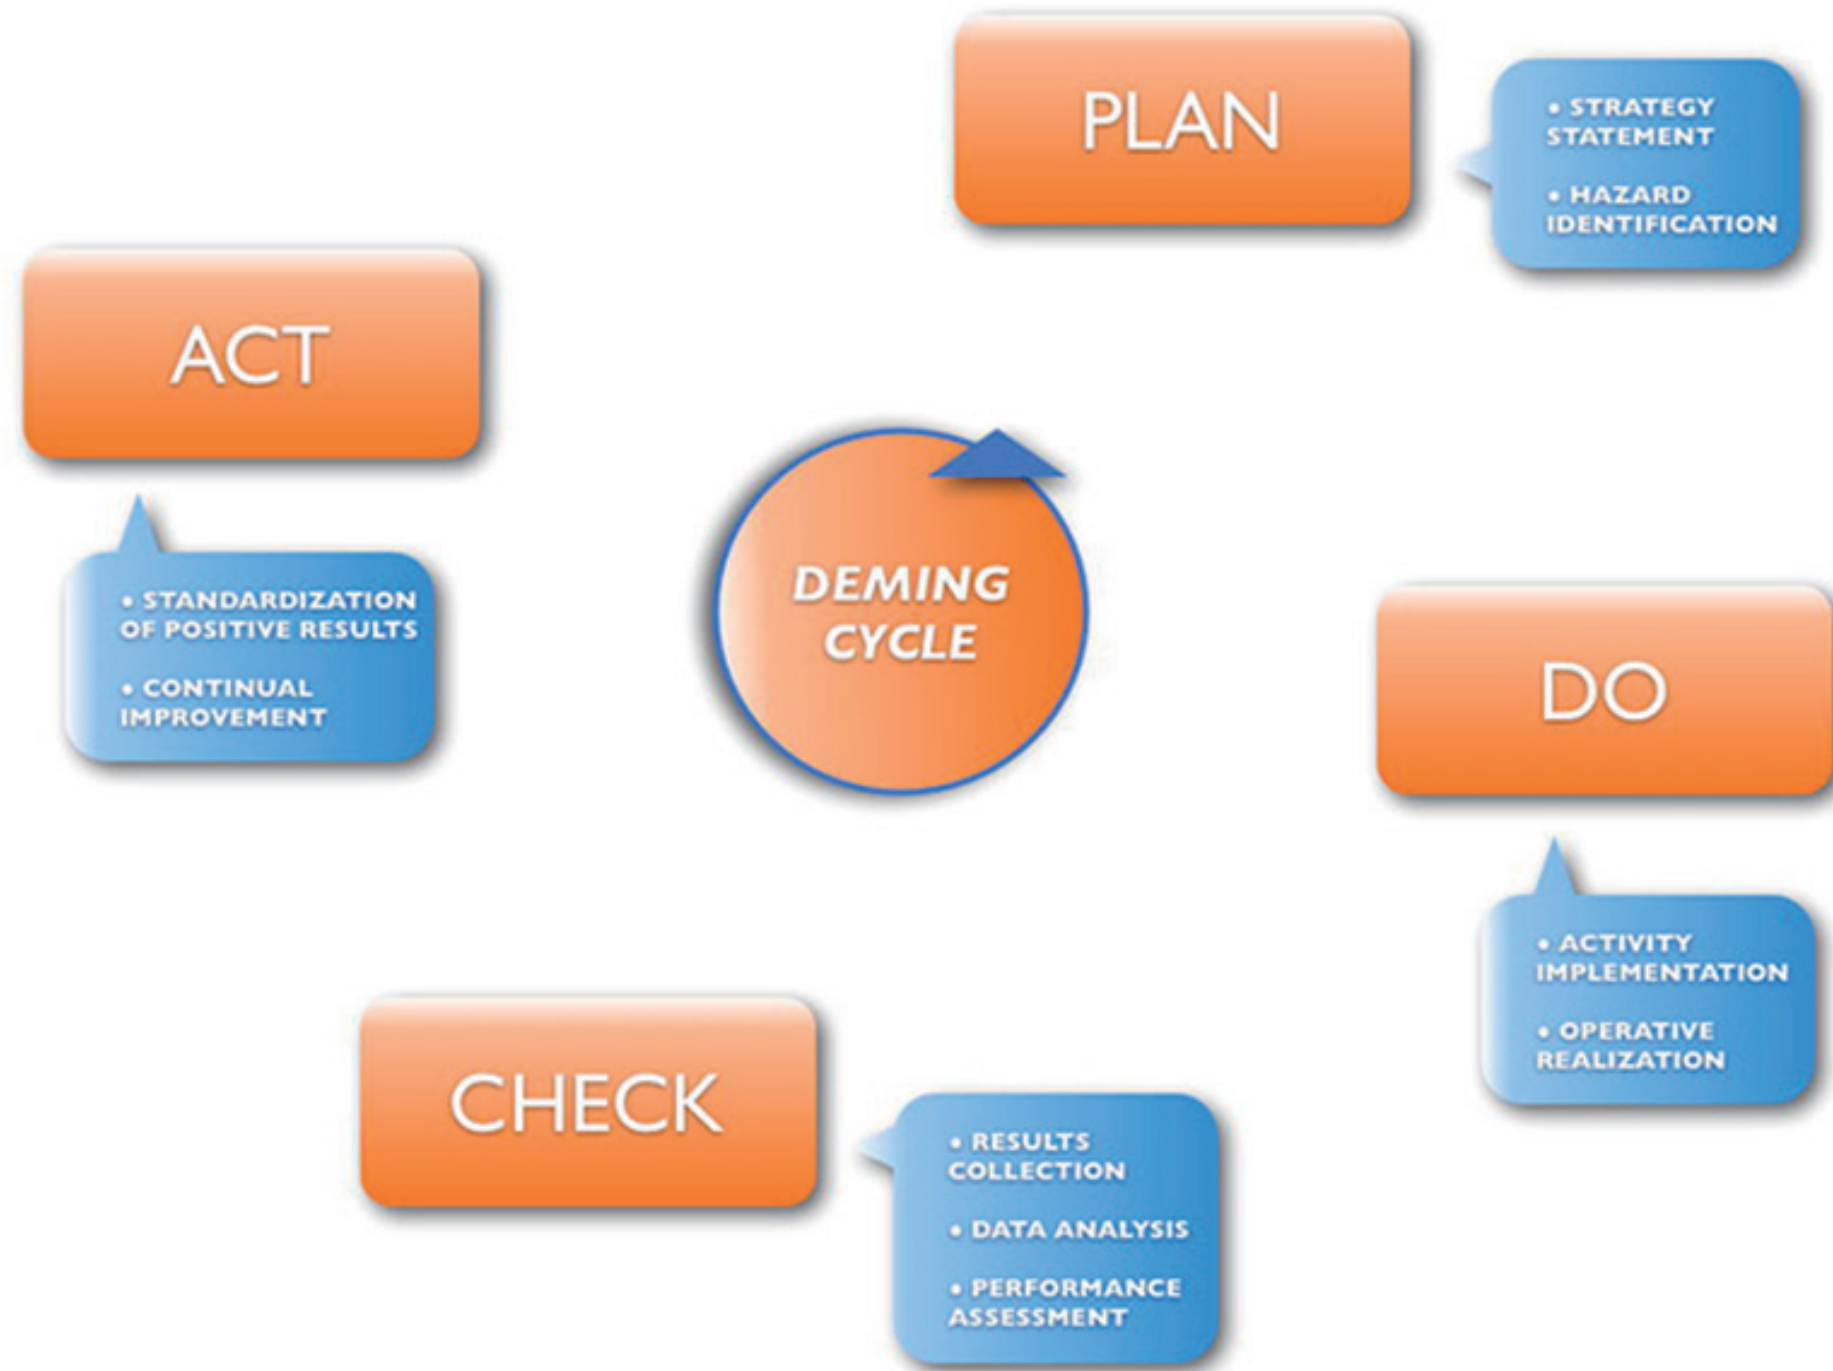 PLAN
• STRATEGY
STATEMENT
• HAZARD
IDENTIFICATION
ACT
• STANDARDIZATION
OF POSITIVE RESULTS
• CONTINUAL
IMPROVEMENT
DEMING
CYCLE
DO
• ACTIVITY
IMPLEMENTATION
• OPERATIVE
REALIZATION
CHECK
• RESULTS
COLLECTION
• DATA ANALYSIS
• PERFORMANCE
ASSESSMENT